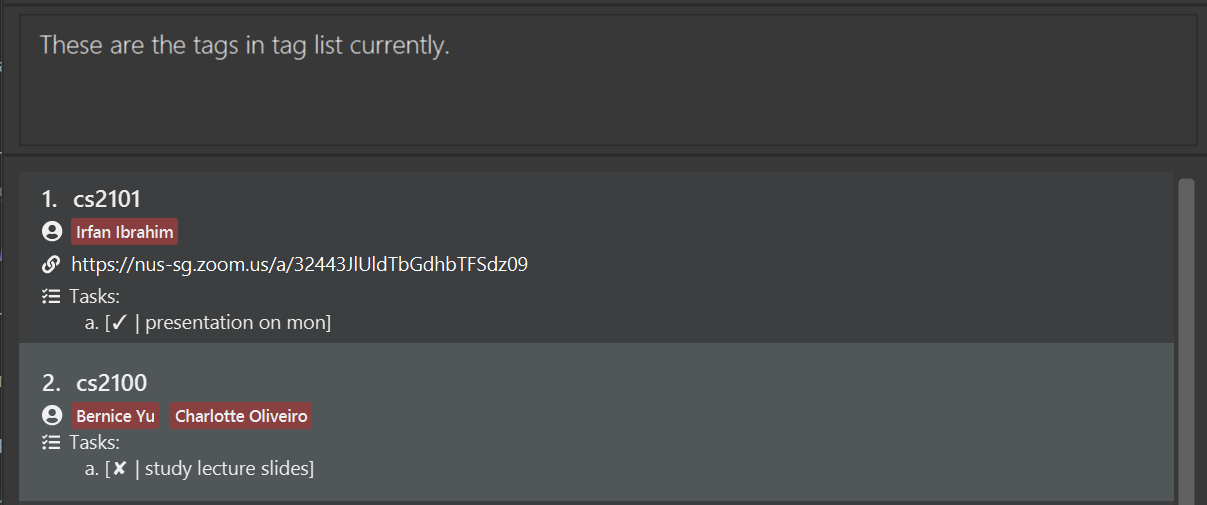 These are the tags in tag list currently.
1. cs2101
Irfan Ibrahim
https://nus-sg.zoom.us/a/32443JlUldTbGdhbTFSdz09
Tasks:
a. [✓ | presentation on mon]
2. cs2100
Bernice Yu Charlotte Oliveiro
Tasks:
a. [✘ | study lecture slides]